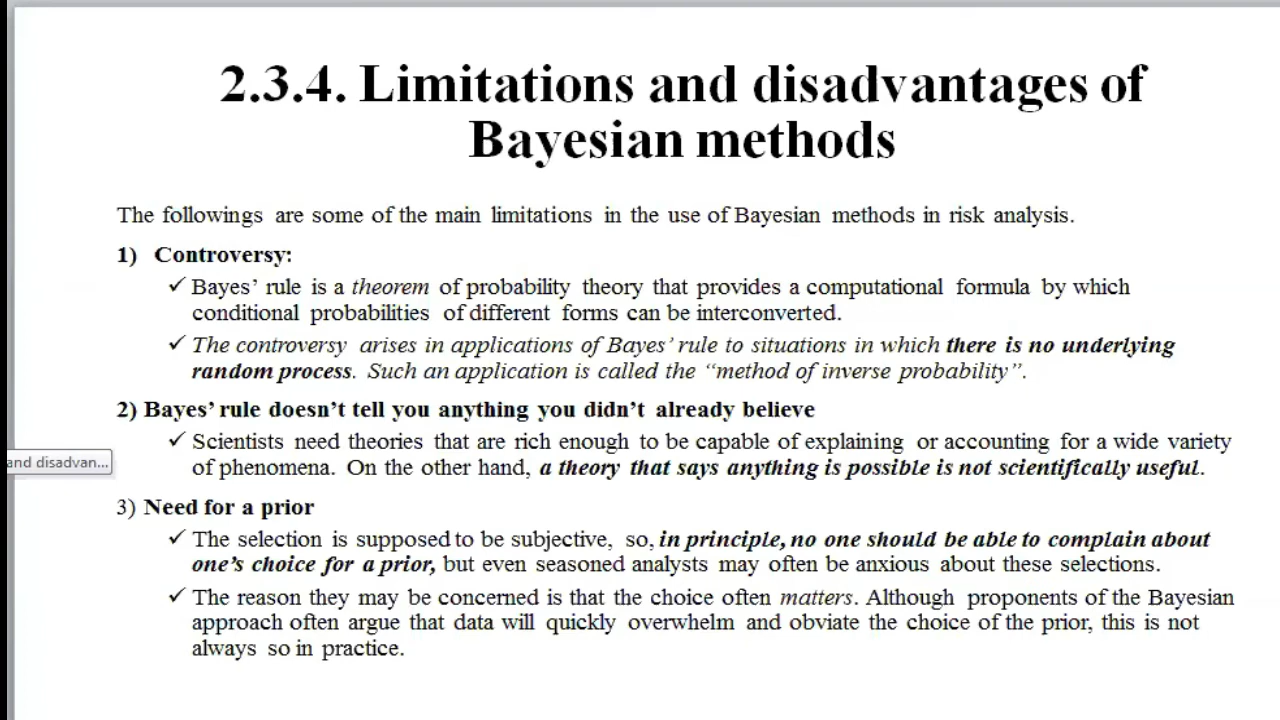 2.3.4. Limitations and disadvantages of
Bayesian methods
The followings are some of the main limitations in the use of Bayesian methods in risk analysis.
1) Controversy:
✓ Bayes’ rule is a theorem of probability theory that provides a computational formula by which
conditional probabilities of different forms can be interconverted.
✓ The controversy arises in applications of Bayes’ rule to situations in which there is no underlying
random process. Such an application is called the “method of inverse probability”.
2) Bayes’ rule doesn’t tell you anything you didn’t already believe
✓ Scientists need theories that are rich enough to be capable of explaining or accounting for a wide variety
and disadvan...
of phenomena. On the other hand, a theory that says anything is possible is not scientifically useful.
3) Need for a prior
✓ The selection is supposed to be subjective, so, in principle, no one should be able to complain about
one’s choice for a prior, but even seasoned analysts may often be anxious about these selections.
✓ The reason they may be concerned is that the choice often matters. Although proponents of the Bayesian
approach often argue that data will quickly overwhelm and obviate the choice of the prior, this is not
always so in practice.